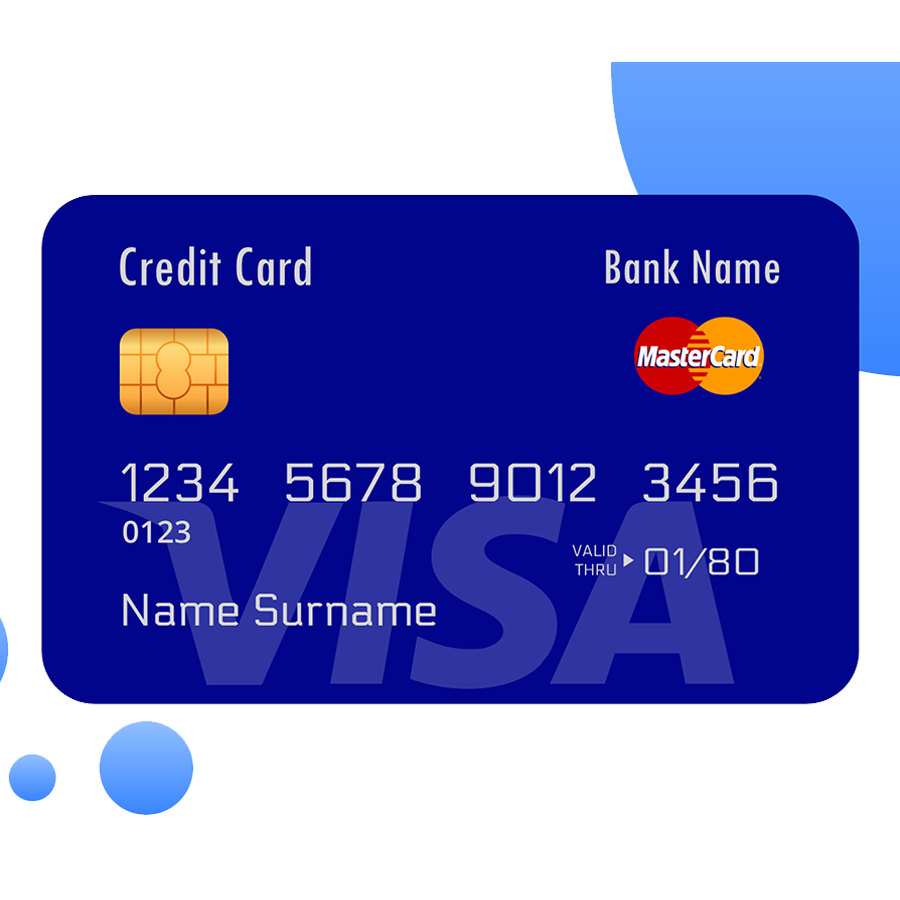 Credit Card
Bank Name
MasterCard
1234 5678 9012 3456
0123
VALID THRU 01/80
Name Surname
VISA